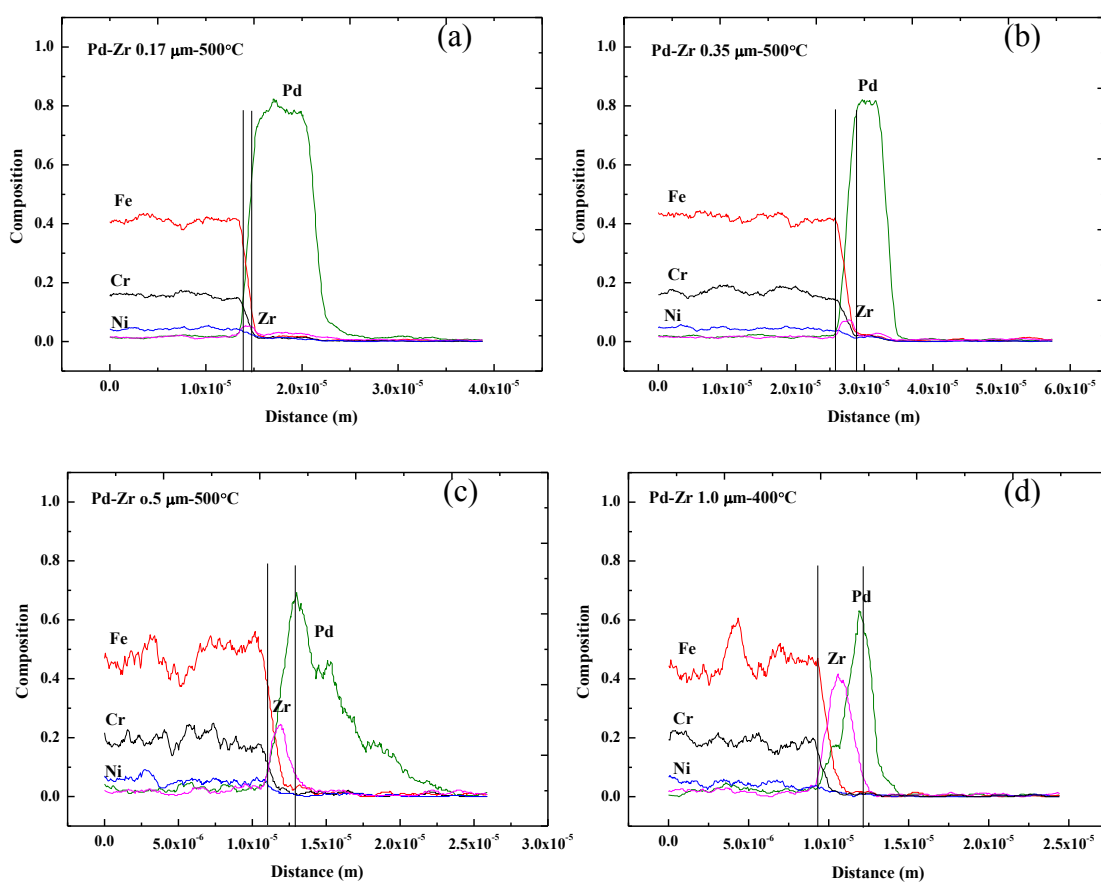 (a)
Pd-Zr 0.17 μm-500°C
1.0
0.8
0.6
0.4
0.2
0.0
Composition
Pd
Fe
Cr
Ni
Zr
0.0 1.0x10⁻⁵ 2.0x10⁻⁵ 3.0x10⁻⁵ 4.0x10⁻⁵
Distance (m)
(b)
Pd-Zr 0.35 μm-500°C
1.0
0.8
0.6
0.4
0.2
0.0
Composition
Pd
Fe
Cr
Ni
Zr
0.0 1.0x10⁻⁵ 2.0x10⁻⁵ 3.0x10⁻⁵ 4.0x10⁻⁵ 5.0x10⁻⁵ 6.0x10⁻⁵
Distance (m)
(c)
Pd-Zr o.5 μm-500°C
1.0
0.8
0.6
0.4
0.2
0.0
Composition
Fe
Pd
Zr
Cr
Ni
0.0 5.0x10⁻⁶ 1.0x10⁻⁵ 1.5x10⁻⁵ 2.0x10⁻⁵ 2.5x10⁻⁵ 3.0x10⁻⁵
Distance (m)
(d)
Pd-Zr 1.0 μm-400°C
1.0
0.8
0.6
0.4
0.2
0.0
Composition
Pd
Fe
Zr
Cr
Ni
0.0 5.0x10⁻⁶ 1.0x10⁻⁵ 1.5x10⁻⁵ 2.0x10⁻⁵ 2.5x10⁻⁵
Distance (m)